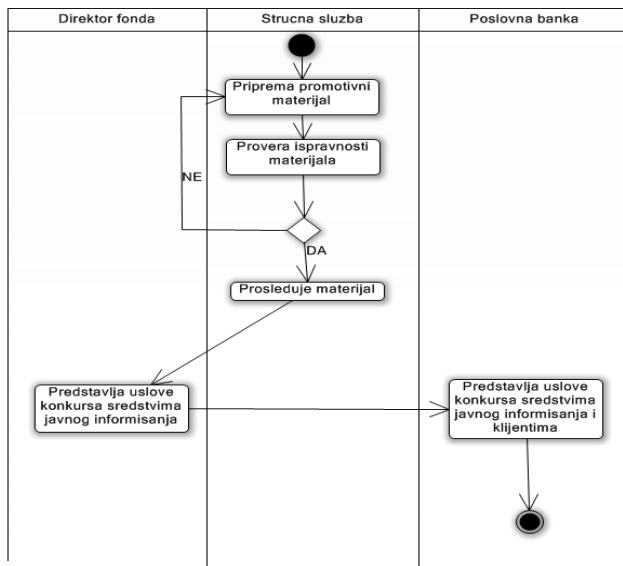 Direktor fonda
Strucna sluzba
Poslovna banka
Priprema promotivni
materijal
Provera ispravnosti
materijala
NE
DA
Prosleduje materijal
Predstavlja uslove
konkursa sredstvima
javnog informisanja
Predstavlja uslove
konkursa sredstvima
javnog informisanja i
klijentima